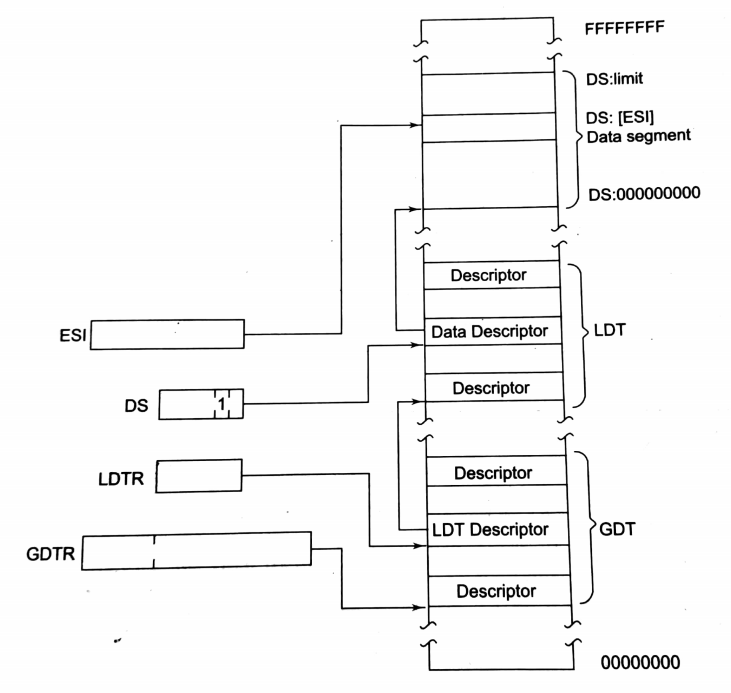 FFFFFFFF
DS:limit
DS: [ESI]
Data segment
DS:000000000
Descriptor
ESI
Data Descriptor
LDT
DS
1
Descriptor
LDTR
Descriptor
GDTR
LDT Descriptor
GDT
Descriptor
00000000